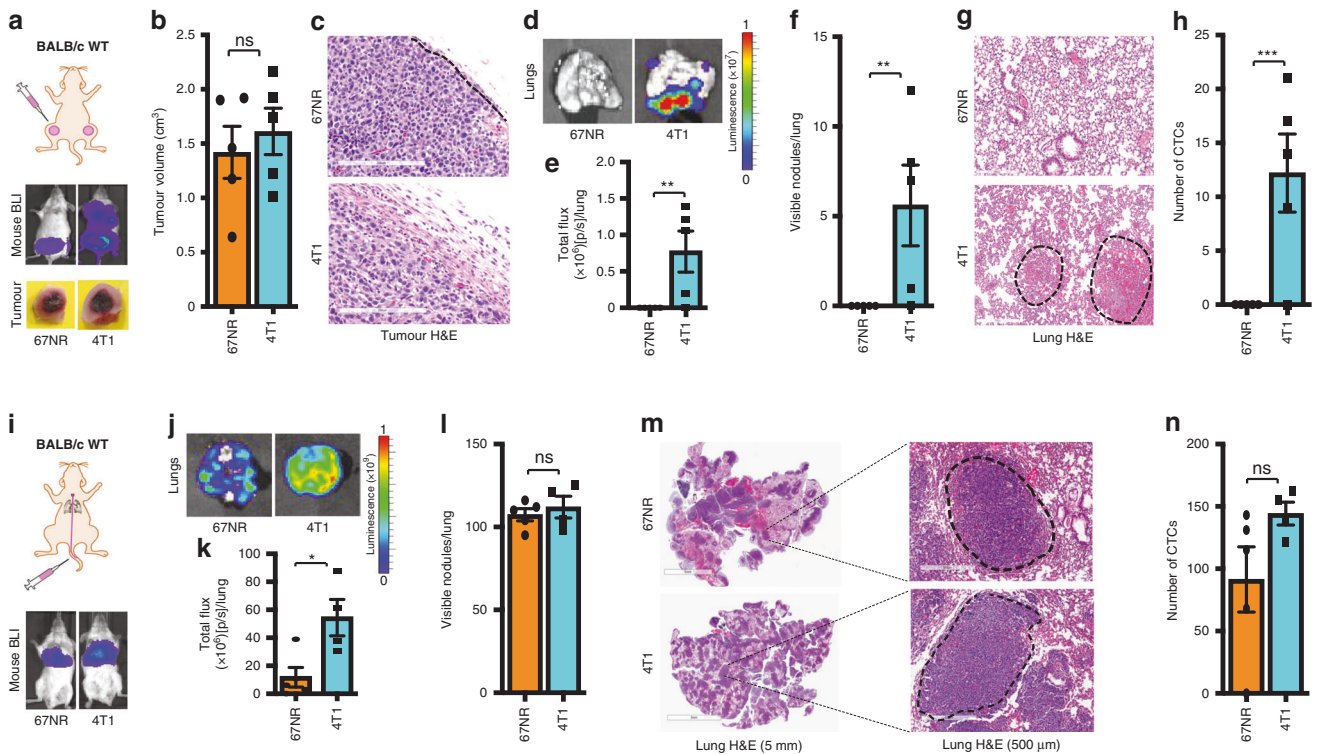 a
BALB/c WT
Mouse BLI
Tumour
67NR
4T1
b
ns
Tumour volume (cm³)
2.5
2.0
1.5
1.0
0.5
0
67NR
4T1
c
67NR
4T1
Tumour H&E
d
Lungs
67NR
4T1
Luminescence (×10⁷)
1
0
e
**
Total flux
(×10⁶)[p/s]/lung
2.0
1.5
1.0
0.5
0.0
67NR
4T1
f
**
Visible nodules/lung
15
10
5
0
67NR
4T1
g
67NR
4T1
Lung H&E
h
***
Number of CTCs
25
20
15
10
5
0
67NR
4T1
i
BALB/c WT
Mouse BLI
67NR
4T1
j
Lungs
67NR
4T1
Luminescence (×10⁹)
1
0
k
*
Total flux
(×10⁶)[p/s]/lung
100
80
60
40
20
0
67NR
4T1
l
ns
Visible nodules/lung
150
100
50
0
67NR
4T1
m
67NR
4T1
Lung H&E (5 mm)
Lung H&E (500 μm)
n
ns
Number of CTCs
200
150
100
50
0
67NR
4T1